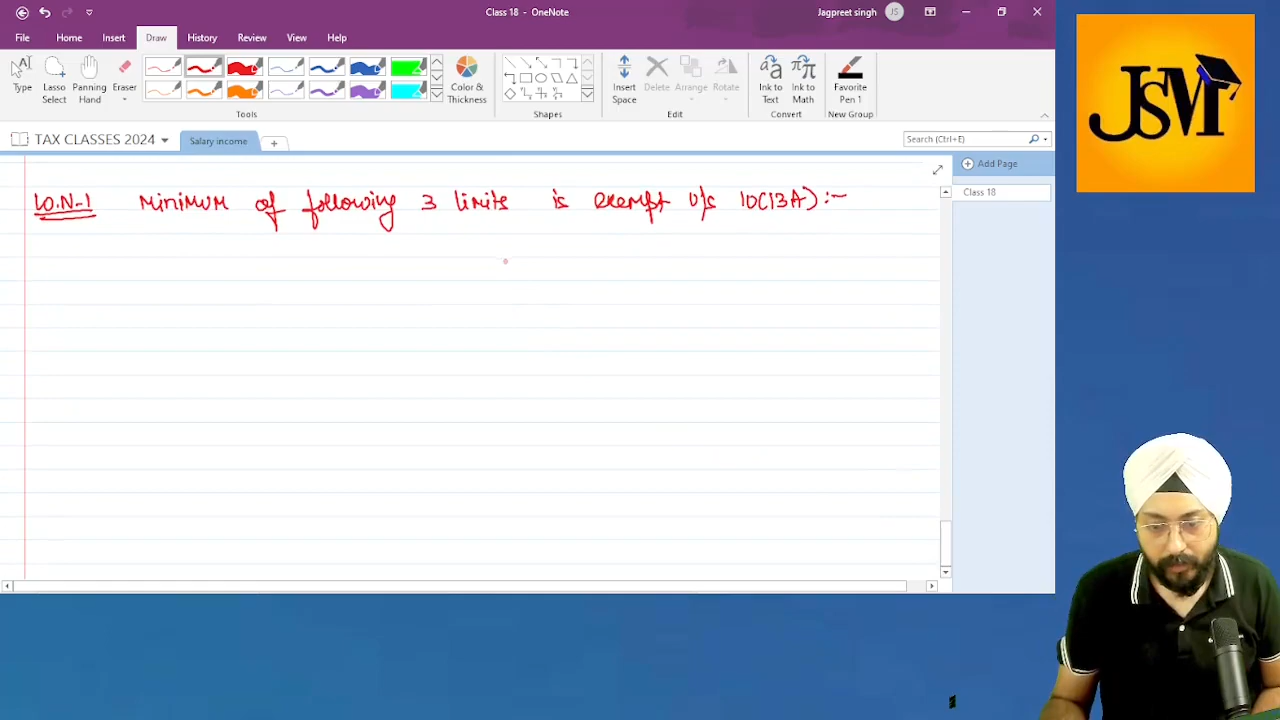 Class 18 - OneNote
Jagpreet singh
JS
File
Home
Insert
Draw
History
Review
View
Help
Type
Lasso Select
Panning Hand
Eraser
Color & Thickness
Insert Space
Delete
Arrange
Rotate
Ink to Text
Ink to Math
Favorite Pen 1
Tools
Shapes
Edit
Convert
New Group
TAX CLASSES 2024
Salary income
Search (Ctrl+E)
Add Page
Class 18
W.N-1 Minimum of following 3 limits is exempt u/s 10(13A):-
JSM